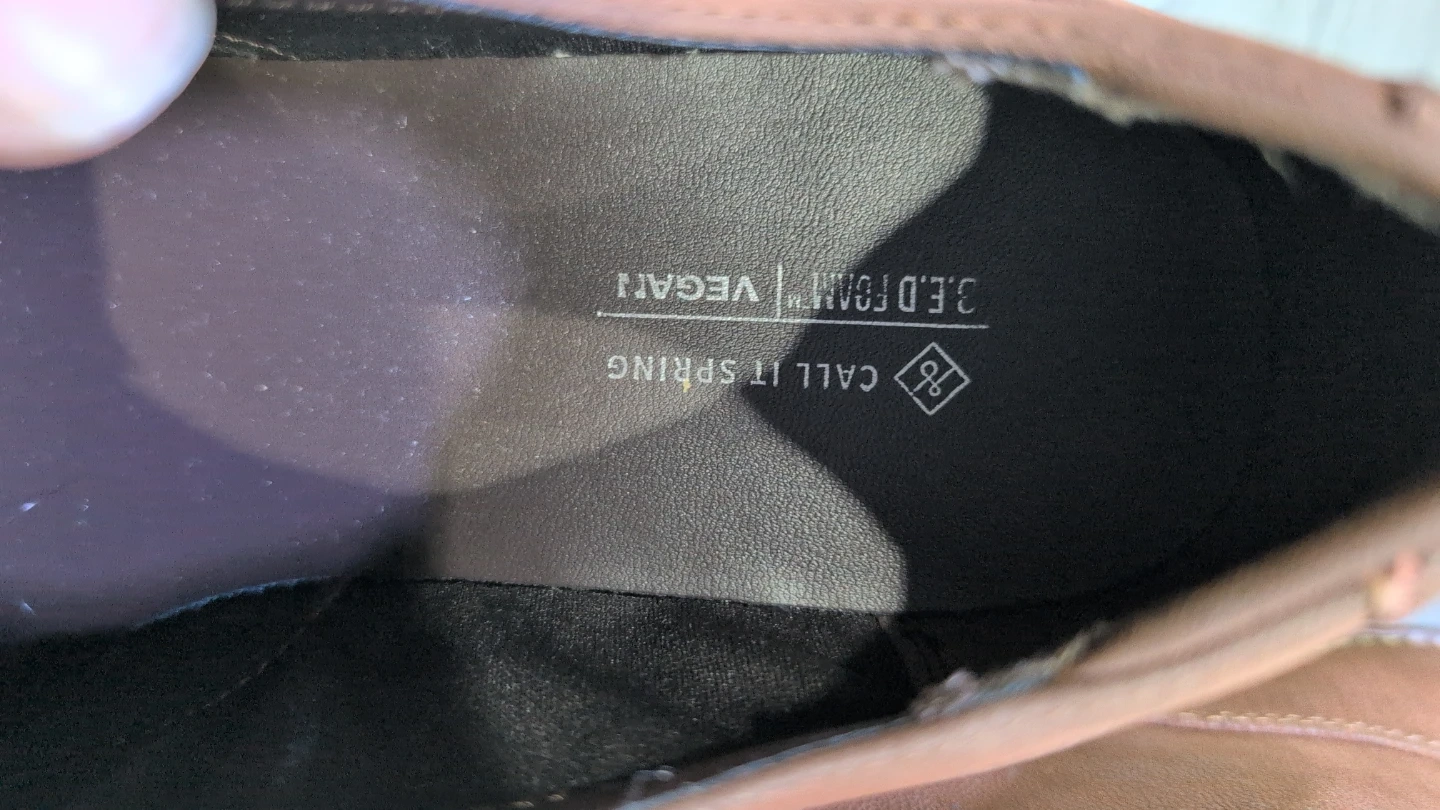 CALL IT SPRING
3.E.D FOAM™ | VEGAN